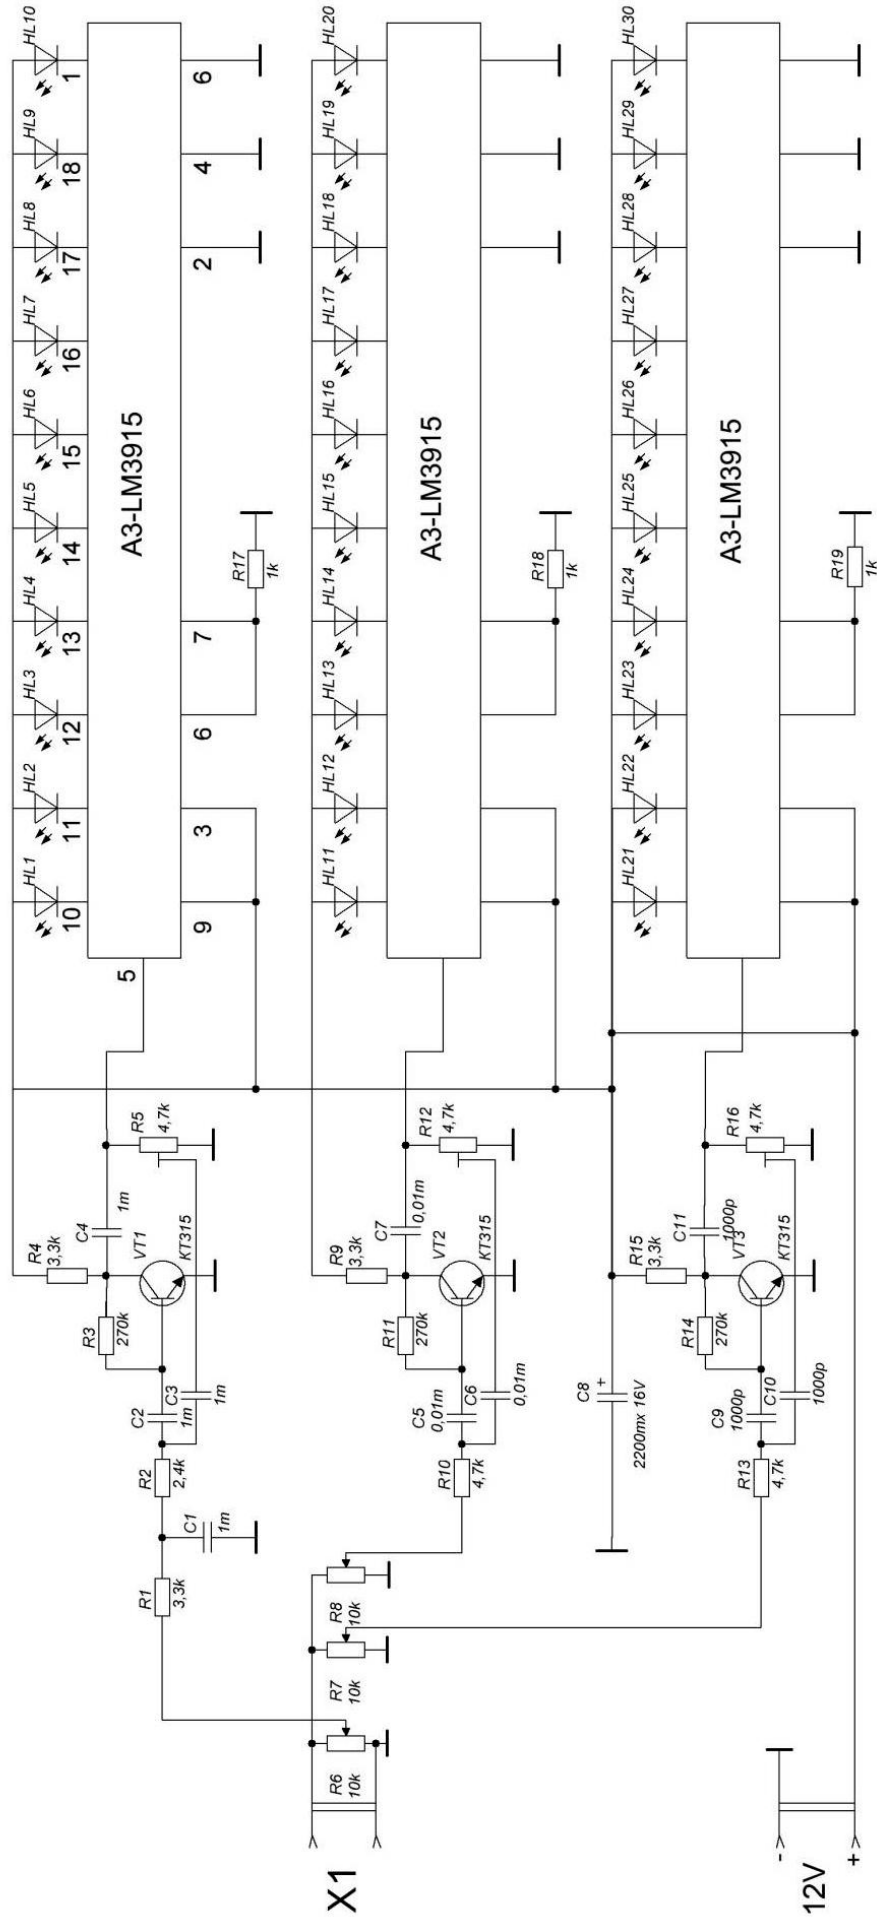 HL10
HL9
HL8
HL7
HL6
HL5
HL4
HL3
HL2
HL1
1
18
17
16
15
14
13
12
11
10
A3-LM3915
6
4
2
7
6
3
9
5
R17
1k
R4
3,3k
C4
1m
R5
4,7k
VT1
KT315
R3
270k
C2
1m
C3
1m
R2
2,4k
C1
1m
R1
3,3k
HL20
HL19
HL18
HL17
HL16
HL15
HL14
HL13
HL12
HL11
A3-LM3915
R18
1k
R9
3,3k
C7
0,01m
R12
4,7k
VT2
KT315
R11
270k
C5
0,01m
C6
0,01m
R10
4,7k
R8
10k
R7
10k
R6
10k
X1
C8
+
2200mx 16V
HL30
HL29
HL28
HL27
HL26
HL25
HL24
HL23
HL22
HL21
A3-LM3915
R19
1k
R15
3,3k
C11
1000p
R16
4,7k
VT3
KT315
R14
270k
C9
1000p
C10
1000p
R13
4,7k
12V
-
+